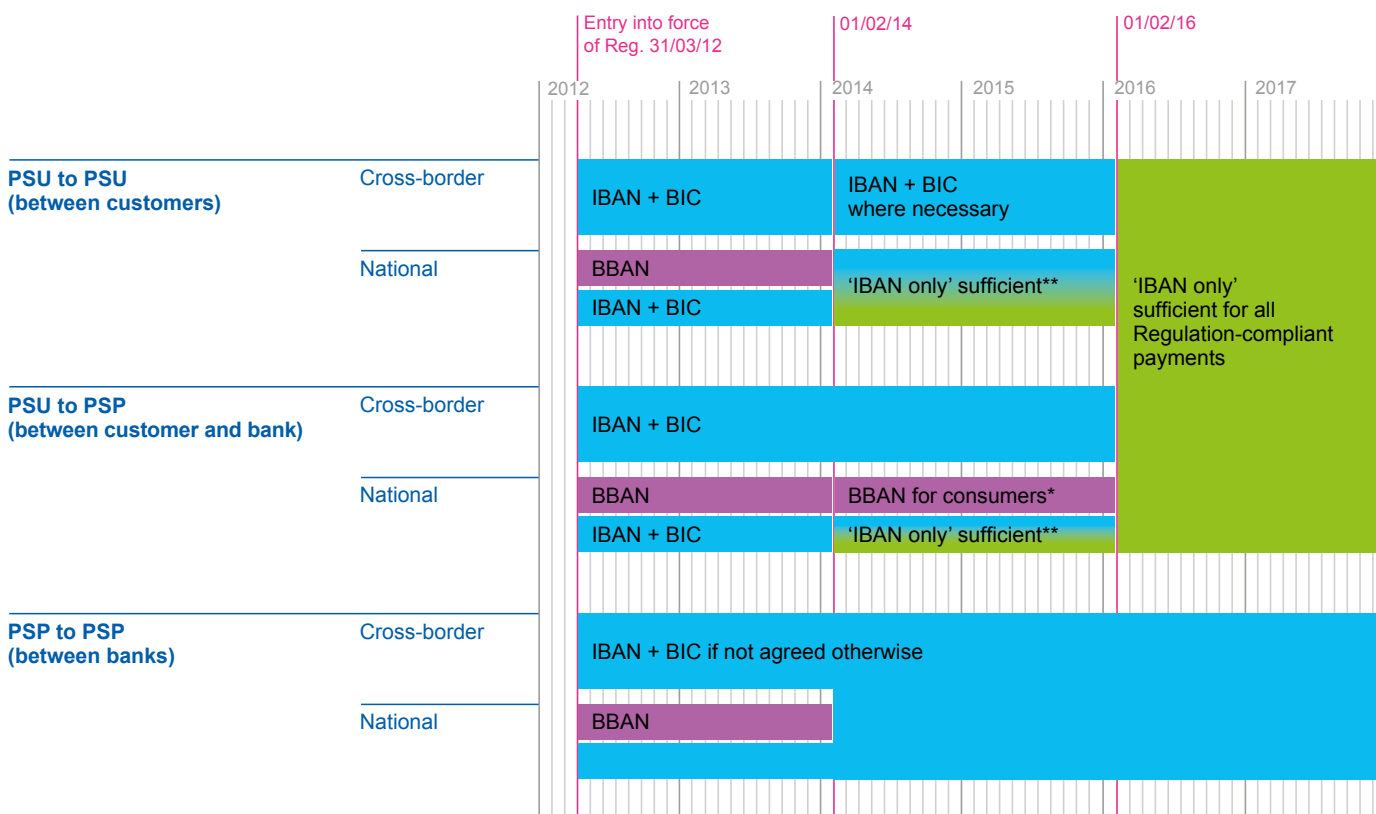 Entry into force
of Reg. 31/03/12
01/02/14
01/02/16
2012
2013
2014
2015
2016
2017
PSU to PSU
(between customers)
Cross-border
IBAN + BIC
IBAN + BIC
where necessary
National
BBAN
IBAN + BIC
‘IBAN only’ sufficient**
‘IBAN only’
sufficient for all
Regulation-compliant
payments
PSU to PSP
(between customer and bank)
Cross-border
IBAN + BIC
National
BBAN
BBAN for consumers*
IBAN + BIC
‘IBAN only’ sufficient**
PSP to PSP
(between banks)
Cross-border
IBAN + BIC if not agreed otherwise
National
BBAN